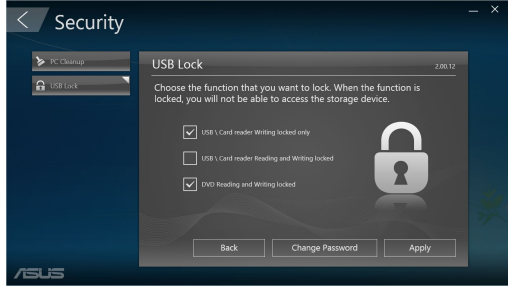 Security
PC Cleanup
USB Lock
USB Lock
2.00.12
Choose the function that you want to lock. When the function is
locked, you will not be able to access the storage device.
USB \ Card reader Writing locked only
USB \ Card reader Reading and Writing locked
DVD Reading and Writing locked
Back
Change Password
Apply
ASUS